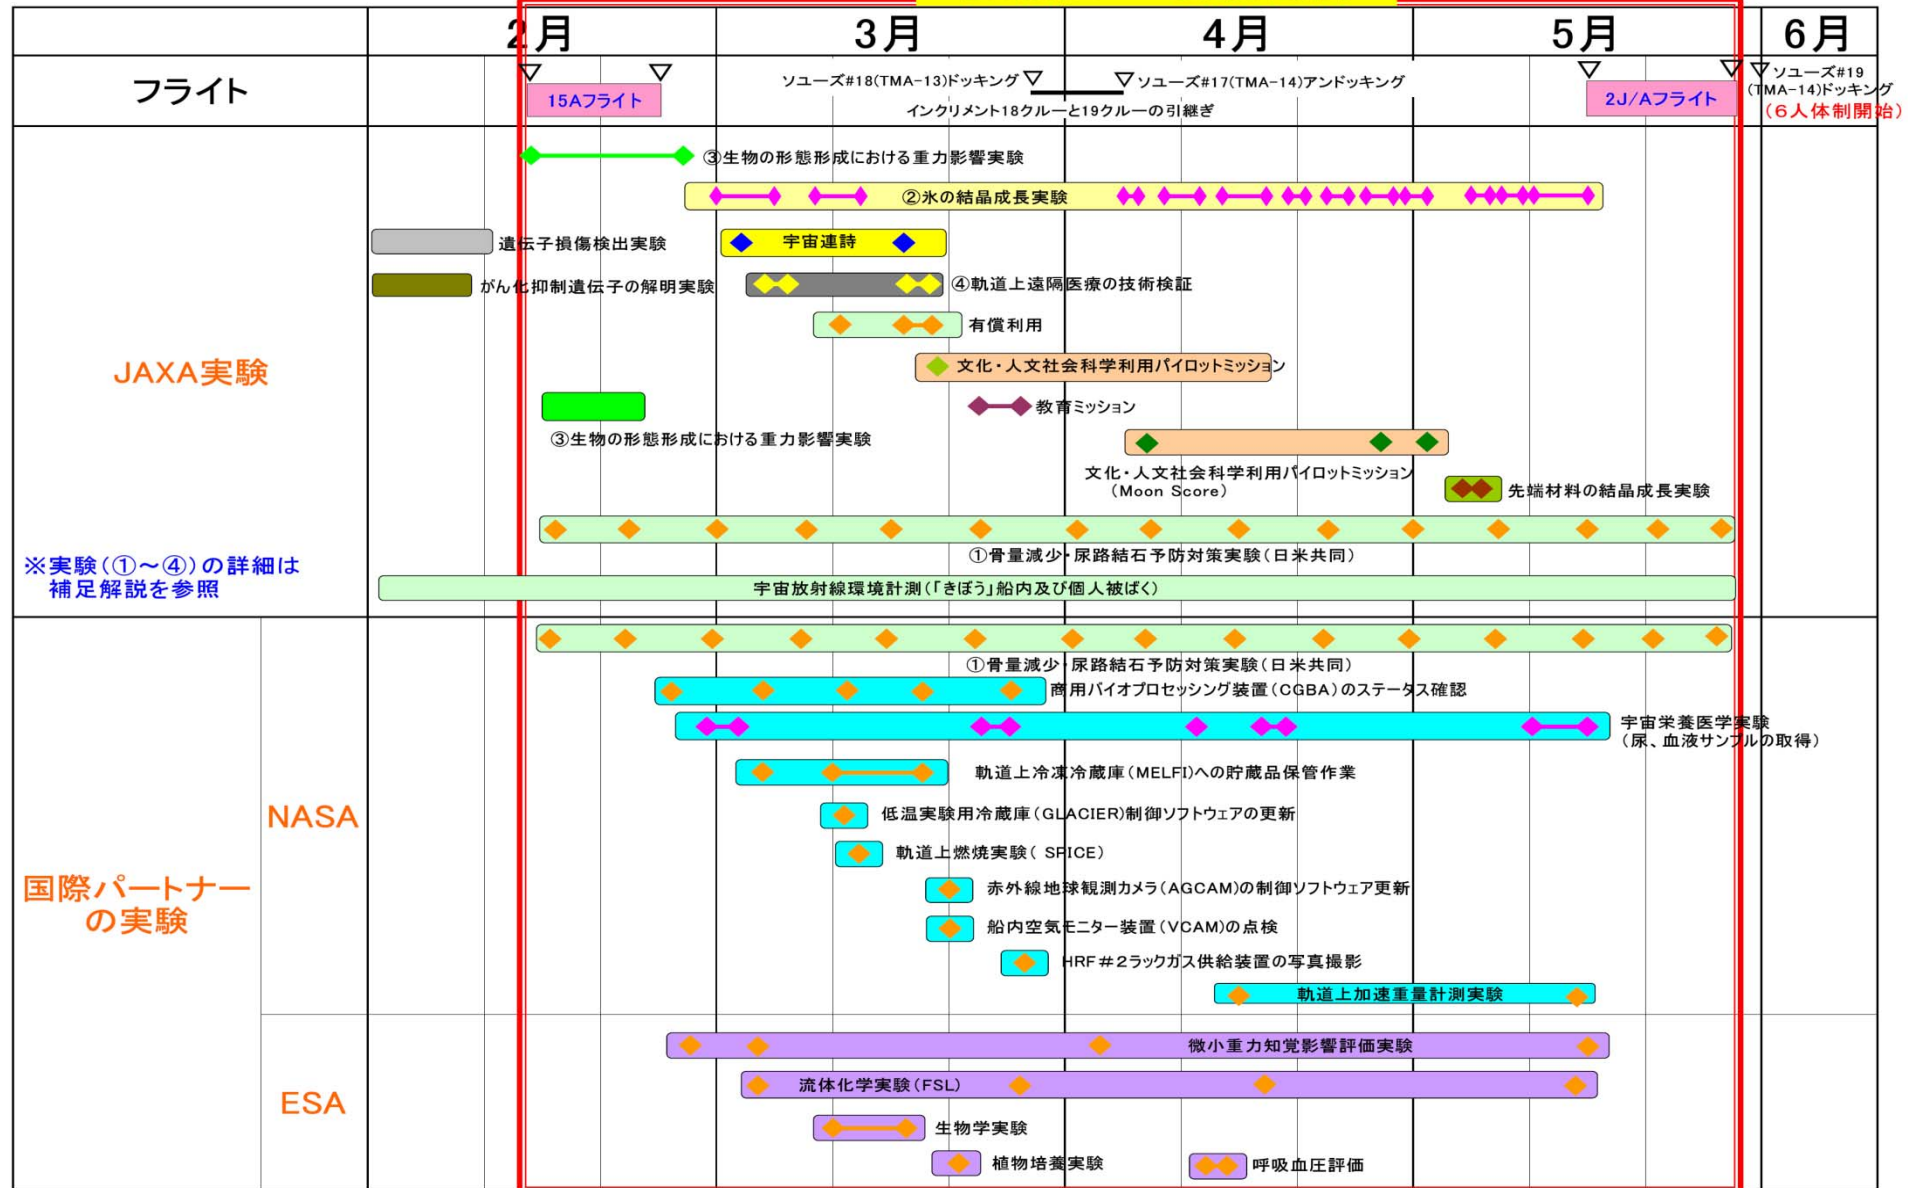 2月
3月
4月
5月
6月
フライト
15Aフライト
ソユーズ#18(TMA-13)ドッキング
ソユーズ#17(TMA-14)アンドッキング
インクリメント18クルーと19クルーの引継ぎ
2J/Aフライト
ソユーズ#19
(TMA-14)ドッキング
(6人体制開始)
JAXA実験
③生物の形態形成における重力影響実験
②氷の結晶成長実験
遺伝子損傷検出実験
宇宙連詩
がん化抑制遺伝子の解明実験
④軌道上遠隔医療の技術検証
有償利用
文化・人文社会科学利用パイロットミッション
教育ミッション
③生物の形態形成における重力影響実験
文化・人文社会科学利用パイロットミッション
(Moon Score)
先端材料の結晶成長実験
①骨量減少・尿路結石予防対策実験(日米共同)
※実験(①～④)の詳細は
補足解説を参照
宇宙放射線環境計測(「きぼう」船内及び個人被ばく)
国際パートナー
の実験
NASA
①骨量減少・尿路結石予防対策実験(日米共同)
商用バイオプロセッシング装置(CGBA)のステータス確認
宇宙栄養医学実験
(尿、血液サンプルの取得)
軌道上冷凍冷蔵庫(MELFI)への貯蔵品保管作業
低温実験用冷蔵庫(GLACIER)制御ソフトウェアの更新
軌道上燃焼実験( SPICE)
赤外線地球観測カメラ(AGCAM)の制御ソフトウェア更新
船内空気モニター装置(VCAM)の点検
HRF#2ラックガス供給装置の写真撮影
軌道上加速重量計測実験
ESA
微小重力知覚影響評価実験
流体化学実験(FSL)
生物学実験
植物培養実験
呼吸血圧評価